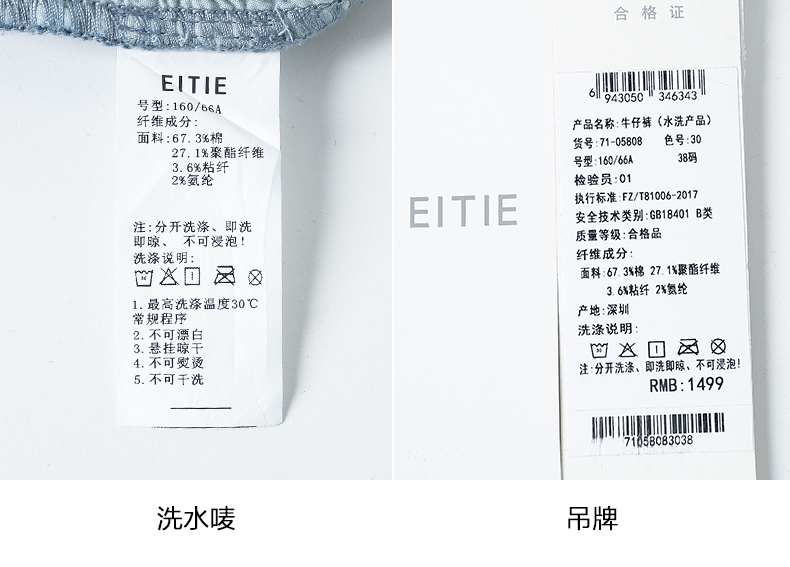 EITIE
号型:160/66A
纤维成分:
面料:67.3%棉
27.1%聚酯纤维
3.6%粘纤
2%氨纶
注:分开洗涤、即洗
即晾、 不可浸泡!
洗涤说明:
1. 最高洗涤温度30℃
常规程序
2. 不可漂白
3. 悬挂晾干
4. 不可熨烫
5. 不可干洗
洗水唛
合格证
EITIE
6 943050 346343
产品名称:牛仔裤(水洗产品)
货号:71-05808 色号:30
号型:160/66A 38码
检验员:01
执行标准:FZ/T81006-2017
安全技术类别:GB18401 B类
质量等级:合格品
纤维成分:
面料:67.3%棉 27.1%聚酯纤维
3.6%粘纤 2%氨纶
产地:深圳
洗涤说明:
注:分开洗涤、即洗即晾、不可浸泡!
RMB:1499
71058083038
吊牌